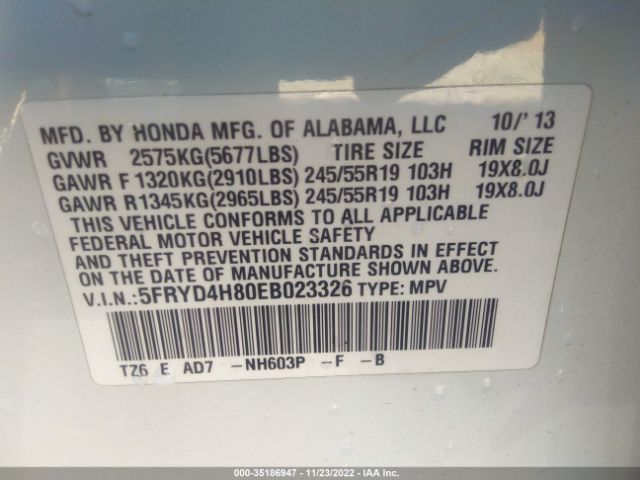 MFD. BY HONDA MFG. OF ALABAMA, LLC 10/'13
GVWR 2575KG(5677LBS) TIRE SIZE RIM SIZE
GAWR F 1320KG(2910LBS) 245/55R19 103H 19X8.0J
GAWR R1345KG(2965LBS) 245/55R19 103H 19X8.0J
THIS VEHICLE CONFORMS TO ALL APPLICABLE
FEDERAL MOTOR VEHICLE SAFETY
AND THEFT PREVENTION STANDARDS IN EFFECT
ON THE DATE OF MANUFACTURE SHOWN ABOVE.
V.I.N.:5FRYD4H80EB023326 TYPE: MPV
TZ6 E AD7 -NH603P -F -B
000-35186947 - 11/23/2022 - IAA Inc.